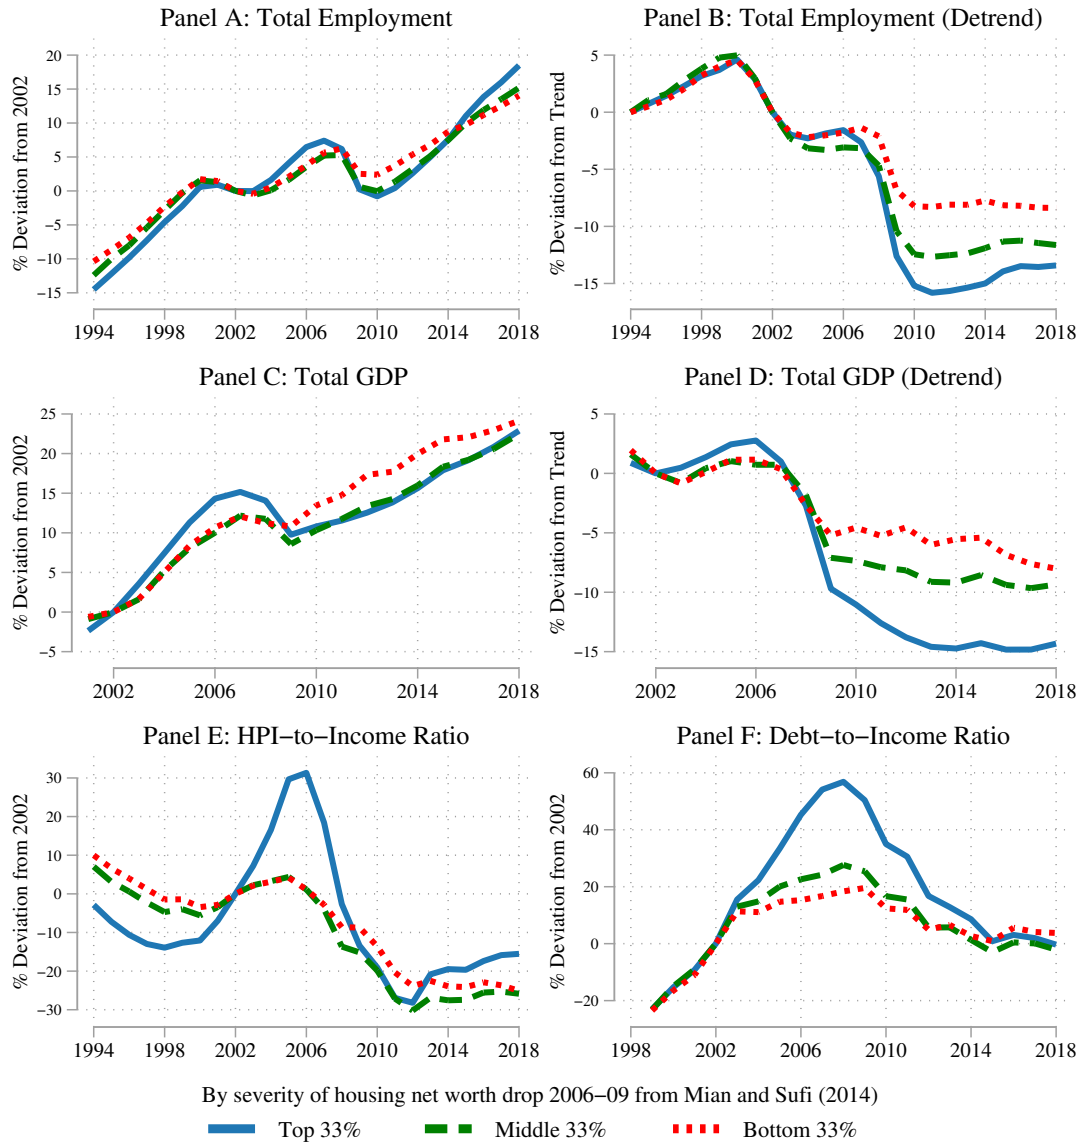 Panel A: Total Employment
% Deviation from 2002
20
15
10
5
0
−5
−10
−15
1994 1998 2002 2006 2010 2014 2018
Panel B: Total Employment (Detrend)
% Deviation from Trend
5
0
−5
−10
−15
1994 1998 2002 2006 2010 2014 2018
Panel C: Total GDP
% Deviation from 2002
25
20
15
10
5
0
−5
2002 2006 2010 2014 2018
Panel D: Total GDP (Detrend)
% Deviation from Trend
5
0
−5
−10
−15
2002 2006 2010 2014 2018
Panel E: HPI−to−Income Ratio
% Deviation from 2002
30
20
10
0
−10
−20
−30
1994 1998 2002 2006 2010 2014 2018
Panel F: Debt−to−Income Ratio
% Deviation from 2002
60
40
20
0
−20
1998 2002 2006 2010 2014 2018
By severity of housing net worth drop 2006−09 from Mian and Sufi (2014)
Top 33% Middle 33% Bottom 33%